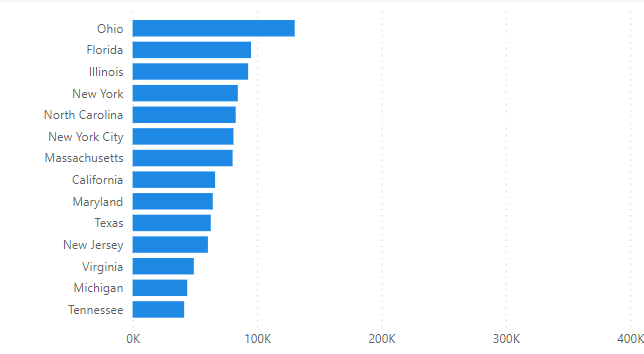 Ohio
Florida
Illinois
New York
North Carolina
New York City
Massachusetts
California
Maryland
Texas
New Jersey
Virginia
Michigan
Tennessee
0K 100K 200K 300K 400K